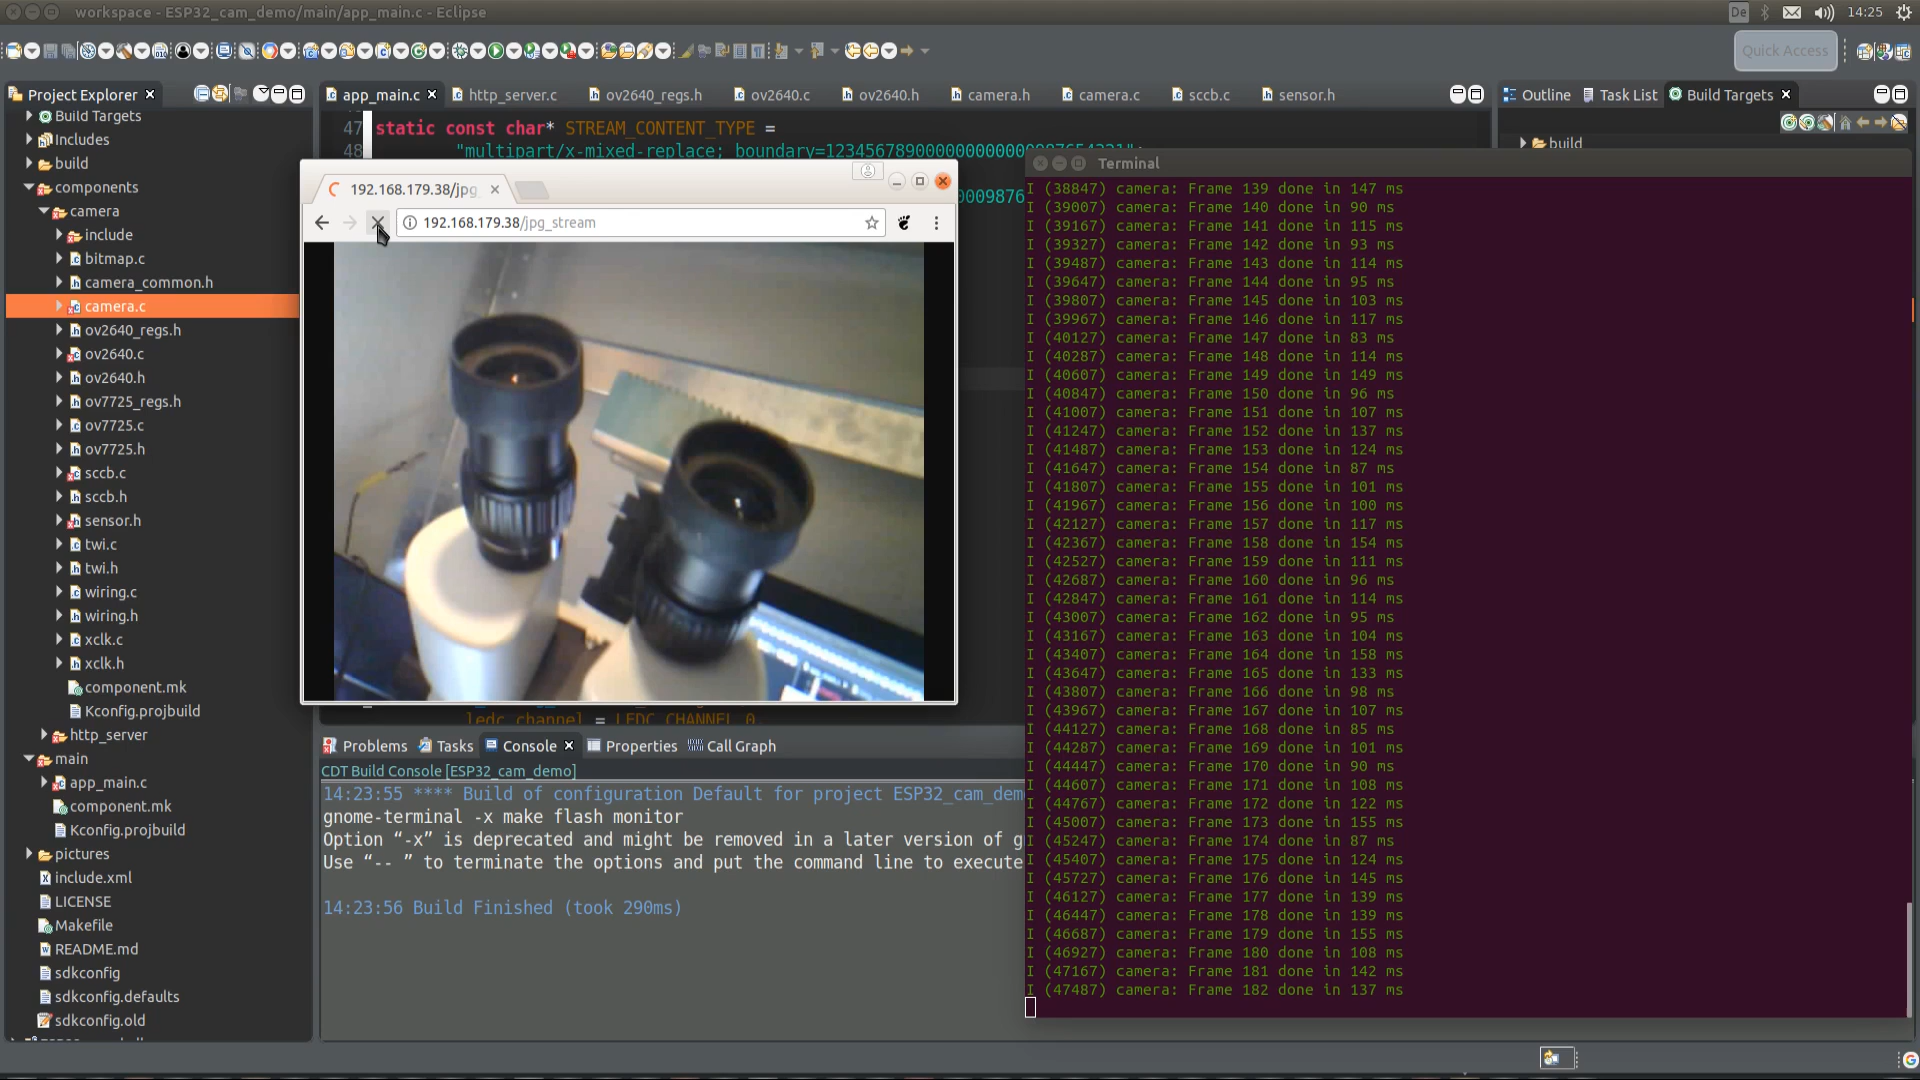 workspace - ESP32_cam_demo/main/app_main.c - Eclipse
De
14:25
Quick Access
Project Explorer
Build Targets
Includes
build
components
camera
include
bitmap.c
camera_common.h
camera.c
ov2640_regs.h
ov2640.c
ov2640.h
ov7725_regs.h
ov7725.c
ov7725.h
sccb.c
sccb.h
sensor.h
twi.c
twi.h
wiring.c
wiring.h
xclk.c
xclk.h
component.mk
Kconfig.projbuild
http_server
main
app_main.c
component.mk
Kconfig.projbuild
pictures
include.xml
LICENSE
Makefile
README.md
sdkconfig
sdkconfig.defaults
sdkconfig.old
app_main.c
http_server.c
ov2640_regs.h
ov2640.c
ov2640.h
camera.h
camera.c
sccb.c
sensor.h
47 static const char* STREAM_CONTENT_TYPE =
48 "multipart/x-mixed-replace; boundary=
ledc_channel = LEDC_CHANNEL_0,
192.168.179.38/jpg
192.168.179.38/jpg_stream
Problems
Tasks
Console
Properties
Call Graph
CDT Build Console [ESP32_cam_demo]
14:23:55 **** Build of configuration Default for project ESP32_cam_dem
gnome-terminal -x make flash monitor
Option “-x” is deprecated and might be removed in a later version of g
Use “-- ” to terminate the options and put the command line to execute
14:23:56 Build Finished (took 290ms)
Outline
Task List
Build Targets
build
Terminal
I (38847) camera: Frame 139 done in 147 ms
I (39007) camera: Frame 140 done in 90 ms
I (39167) camera: Frame 141 done in 115 ms
I (39327) camera: Frame 142 done in 93 ms
I (39487) camera: Frame 143 done in 114 ms
I (39647) camera: Frame 144 done in 95 ms
I (39807) camera: Frame 145 done in 103 ms
I (39967) camera: Frame 146 done in 117 ms
I (40127) camera: Frame 147 done in 83 ms
I (40287) camera: Frame 148 done in 114 ms
I (40607) camera: Frame 149 done in 149 ms
I (40847) camera: Frame 150 done in 96 ms
I (41007) camera: Frame 151 done in 107 ms
I (41247) camera: Frame 152 done in 137 ms
I (41487) camera: Frame 153 done in 124 ms
I (41647) camera: Frame 154 done in 87 ms
I (41807) camera: Frame 155 done in 101 ms
I (41967) camera: Frame 156 done in 100 ms
I (42127) camera: Frame 157 done in 117 ms
I (42367) camera: Frame 158 done in 154 ms
I (42527) camera: Frame 159 done in 111 ms
I (42687) camera: Frame 160 done in 96 ms
I (42847) camera: Frame 161 done in 114 ms
I (43007) camera: Frame 162 done in 95 ms
I (43167) camera: Frame 163 done in 104 ms
I (43407) camera: Frame 164 done in 158 ms
I (43647) camera: Frame 165 done in 133 ms
I (43807) camera: Frame 166 done in 98 ms
I (43967) camera: Frame 167 done in 107 ms
I (44127) camera: Frame 168 done in 85 ms
I (44287) camera: Frame 169 done in 101 ms
I (44447) camera: Frame 170 done in 90 ms
I (44607) camera: Frame 171 done in 108 ms
I (44767) camera: Frame 172 done in 122 ms
I (45007) camera: Frame 173 done in 155 ms
I (45247) camera: Frame 174 done in 87 ms
I (45407) camera: Frame 175 done in 124 ms
I (45727) camera: Frame 176 done in 145 ms
I (46127) camera: Frame 177 done in 139 ms
I (46447) camera: Frame 178 done in 139 ms
I (46687) camera: Frame 179 done in 155 ms
I (46927) camera: Frame 180 done in 108 ms
I (47167) camera: Frame 181 done in 142 ms
I (47487) camera: Frame 182 done in 137 ms